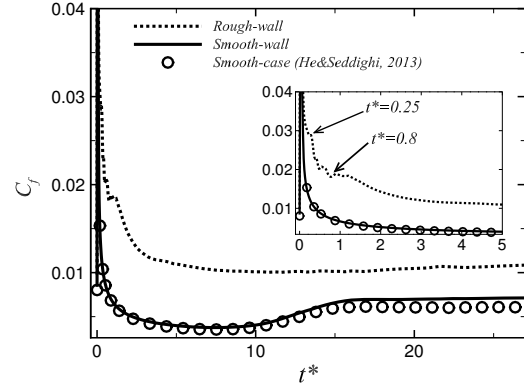 0.04
0.03
0.02
0.01
C_f
Rough-wall
Smooth-wall
Smooth-case (He&Seddighi, 2013)
0.04
0.03
0.02
0.01
t*=0.25
t*=0.8
0 1 2 3 4 5
0 10 20
t*